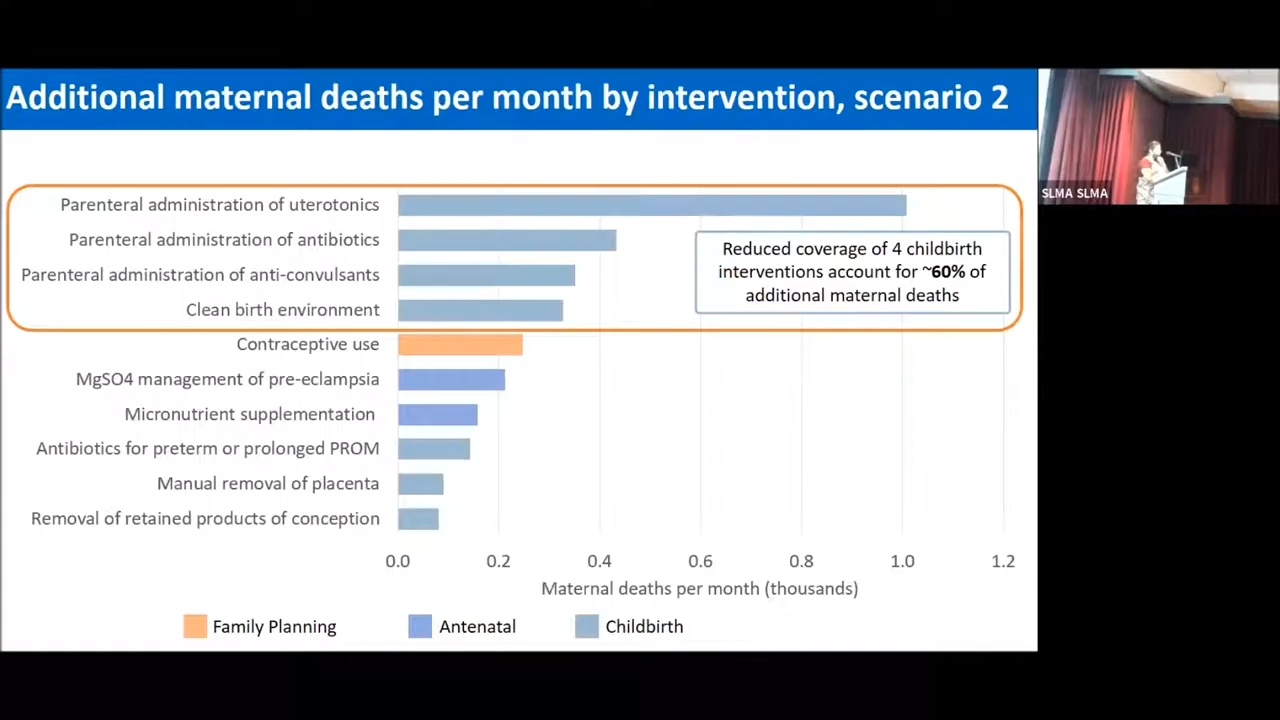 Additional maternal deaths per month by intervention, scenario 2
SLMA SLMA
Parenteral administration of uterotonics
Parenteral administration of antibiotics
Parenteral administration of anti-convulsants
Clean birth environment
Contraceptive use
MgSO4 management of pre-eclampsia
Micronutrient supplementation
Antibiotics for preterm or prolonged PROM
Manual removal of placenta
Removal of retained products of conception
Reduced coverage of 4 childbirth
interventions account for ~60% of
additional maternal deaths
0.0 0.2 0.4 0.6 0.8 1.0 1.2
Maternal deaths per month (thousands)
Family Planning Antenatal Childbirth